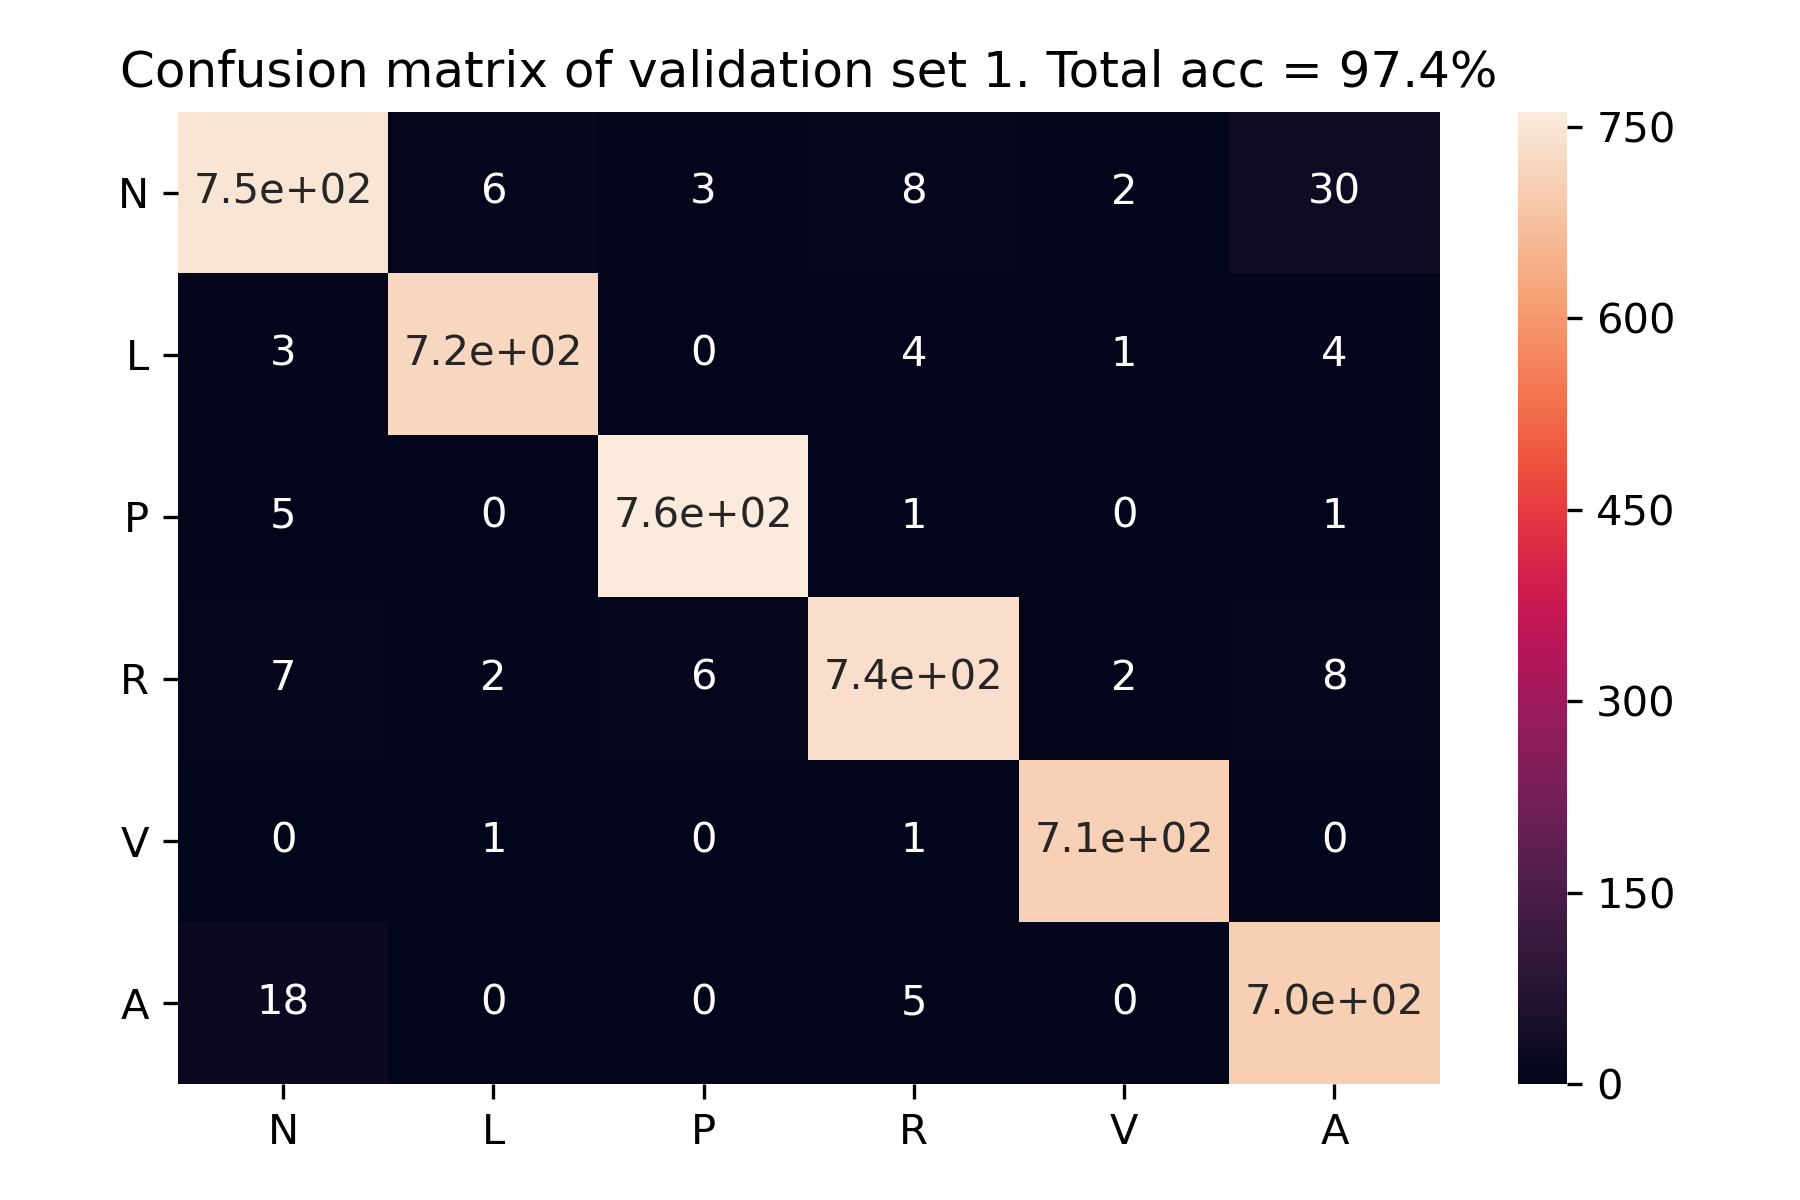 Confusion matrix of validation set 1. Total acc = 97.4%
N 7.5e+02 6 3 8 2 30
L 3 7.2e+02 0 4 1 4
P 5 0 7.6e+02 1 0 1
R 7 2 6 7.4e+02 2 8
V 0 1 0 1 7.1e+02 0
A 18 0 0 5 0 7.0e+02
N L P R V A
750
600
450
300
150
0